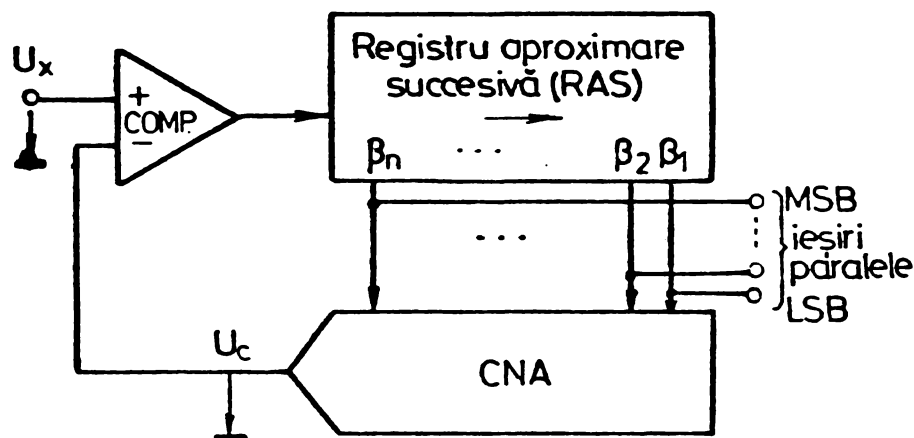 Registru aproximare
succesivă (RAS)
Ux
+
COMP.
−
βn ... β2 β1
MSB
...
ieșiri
paralele
LSB
Uc
CNA